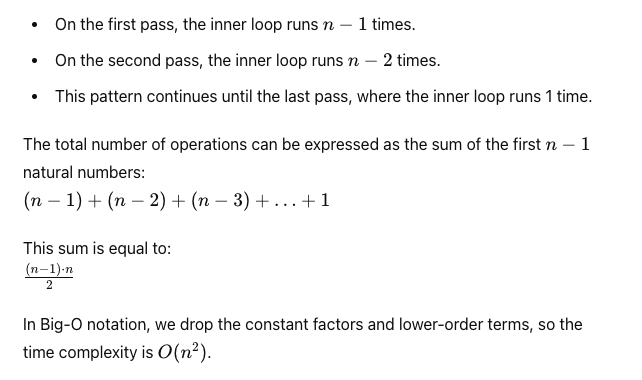 • On the first pass, the inner loop runs n − 1 times.
• On the second pass, the inner loop runs n − 2 times.
• This pattern continues until the last pass, where the inner loop runs 1 time.
The total number of operations can be expressed as the sum of the first n − 1
natural numbers:
(n − 1) + (n − 2) + (n − 3) + … + 1
This sum is equal to:
(n−1)·n
2
In Big-O notation, we drop the constant factors and lower-order terms, so the
time complexity is O(n²).